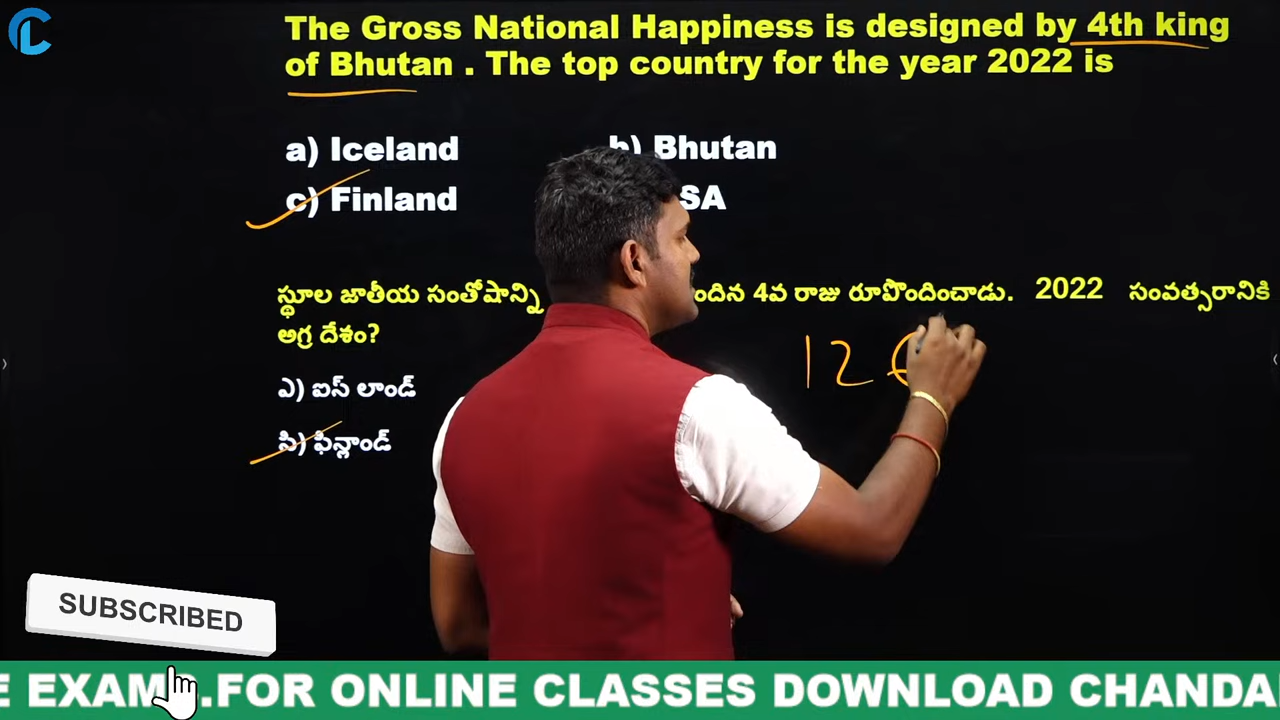 The Gross National Happiness is designed by 4th king
of Bhutan . The top country for the year 2022 is
a) Iceland b) Bhutan
c) Finland SA
స్థూల జాతీయ సంతోషాన్ని 4వ రాజు రూపొందించాడు. 2022 సంవత్సరానికి
అగ్ర దేశం?
ఎ) ఐస్ లాండ్
సి) ఫిన్లాండ్
12
SUBSCRIBED
E EXAM FOR ONLINE CLASSES DOWNLOAD CHANDA